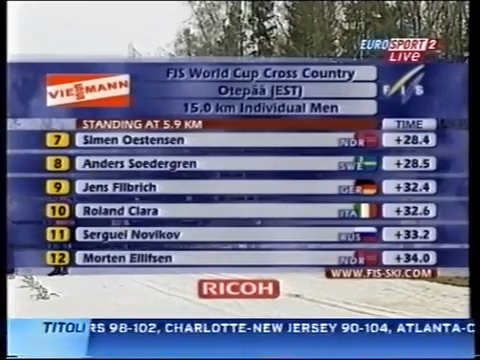 EUROSPORT 2
LIVE
VIESSMANN
FIS World Cup Cross Country
Otepää (EST)
15.0 km Individual Men
FIS
STANDING AT 5.9 KM
TIME
7 Simen Oestensen NOR +28.4
8 Anders Soedergren SWE +28.5
9 Jens Filbrich GER +32.4
10 Roland Clara ITA +32.6
11 Serguei Novikov RUS +33.2
12 Morten Eilifsen NOR +34.0
WWW.FIS-SKI.COM
RICOH
TITOLI RS 98-102, CHARLOTTE-NEW JERSEY 90-104, ATLANTA-C